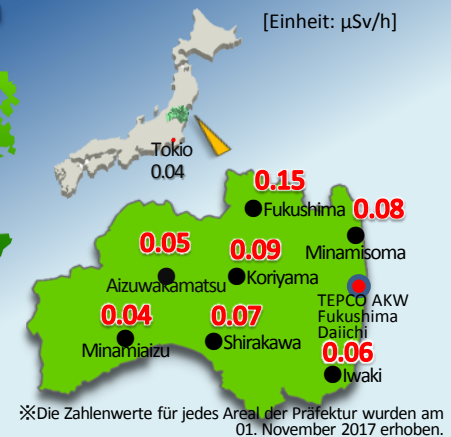 [Einheit: µSv/h]
Tokio
0.04
0.15
Fukushima
0.08
Minamisoma
0.05
Aizuwakamatsu
0.09
Koriyama
TEPCO AKW
Fukushima
Daiichi
0.04
Minamiaizu
0.07
Shirakawa
0.06
Iwaki
※Die Zahlenwerte für jedes Areal der Präfektur wurden am
01. November 2017 erhoben.